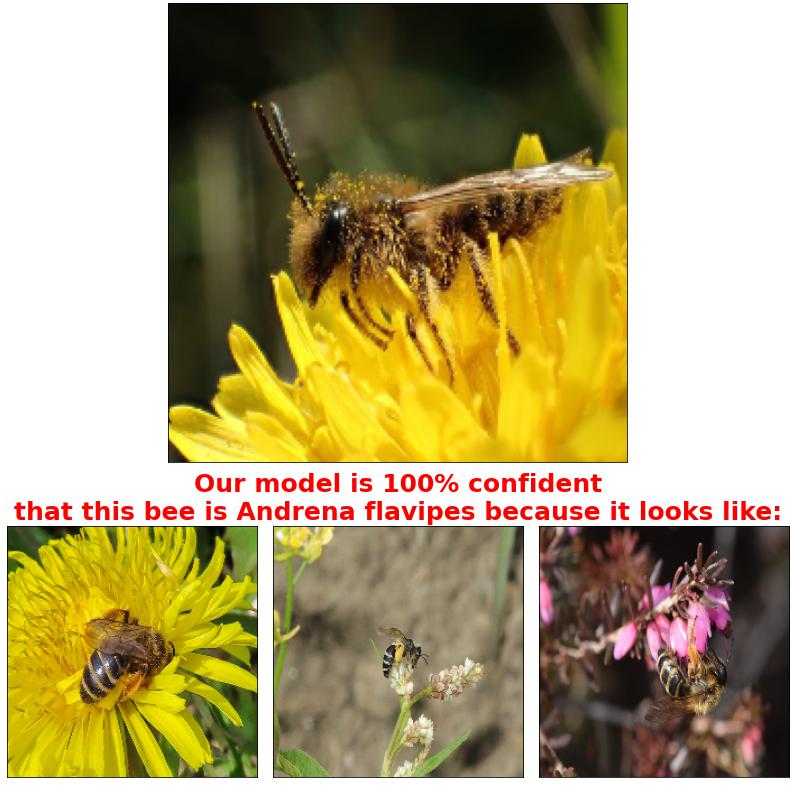 Our model is 100% confident
that this bee is Andrena flavipes because it looks like: